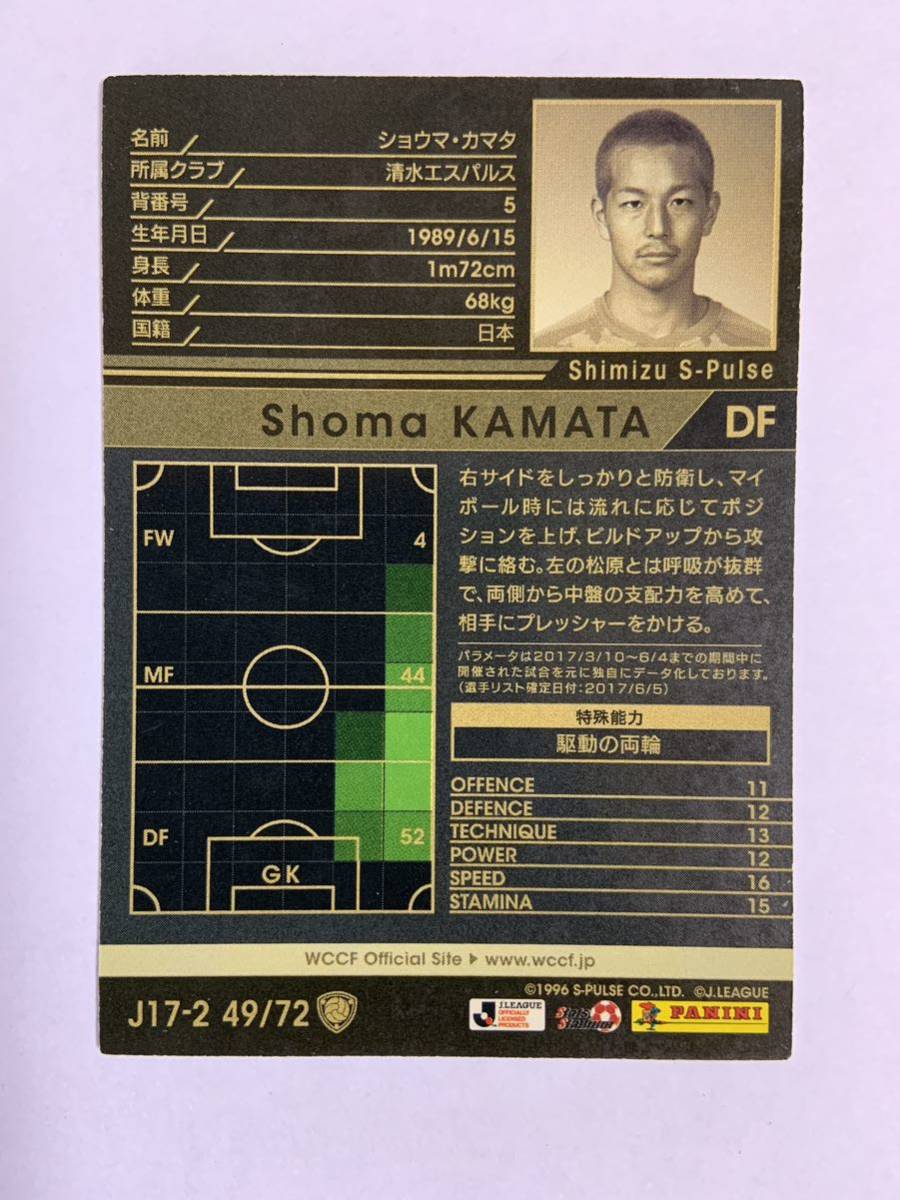 名前 ショウマ・カマタ
所属クラブ 清水エスパルス
背番号 5
生年月日 1989/6/15
身長 1m72cm
体重 68kg
国籍 日本
Shimizu S-Pulse
Shoma KAMATA DF
FW 4
MF 44
DF 52
GK
右サイドをしっかりと防衛し、マイ
ボール時には流れに応じてポジ
ションを上げ、ビルドアップから攻
撃に絡む。左の松原とは呼吸が抜群
で、両側から中盤の支配力を高めて、
相手にプレッシャーをかける。
パラメータは2017/3/10〜6/4までの期間中に
開催された試合を元に独自にデータ化しております。
(選手リスト確定日付:2017/6/5)
特殊能力
駆動の両輪
OFFENCE 11
DEFENCE 12
TECHNIQUE 13
POWER 12
SPEED 16
STAMINA 15
WCCF Official Site ▶ www.wccf.jp
©1996 S-PULSE CO.,LTD. ©J.LEAGUE
J17-2 49/72
J.LEAGUE
OFFICIALLY
LICENSED
PRODUCTS
Stats
Stadium
PANINI